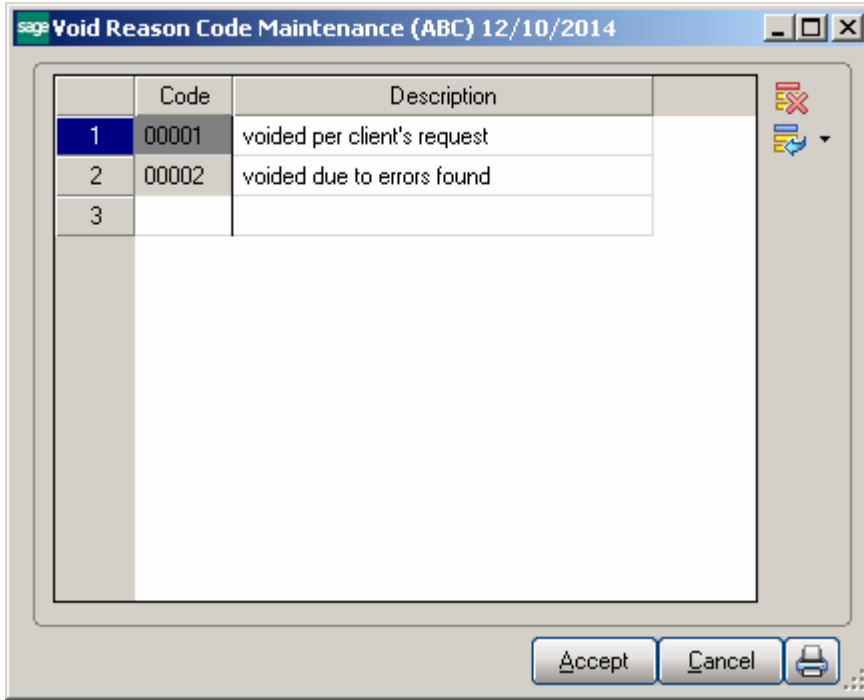 sage Void Reason Code Maintenance (ABC) 12/10/2014
Code Description
1 00001 voided per client's request
2 00002 voided due to errors found
3
Accept Cancel